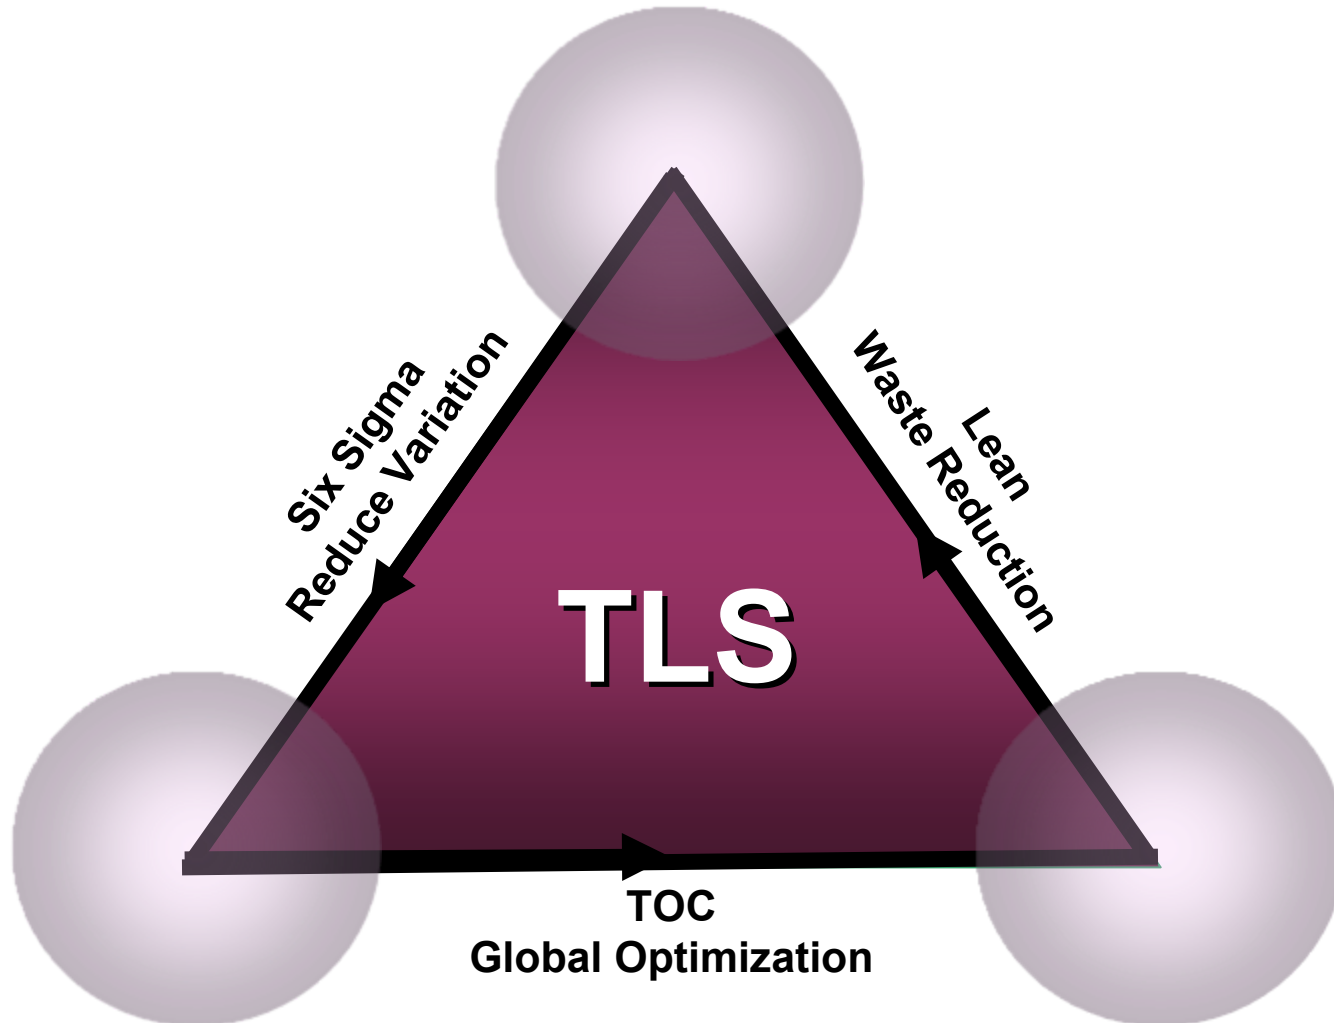 Six Sigma
Reduce Variation
Lean
Waste Reduction
TLS
TOC
Global Optimization